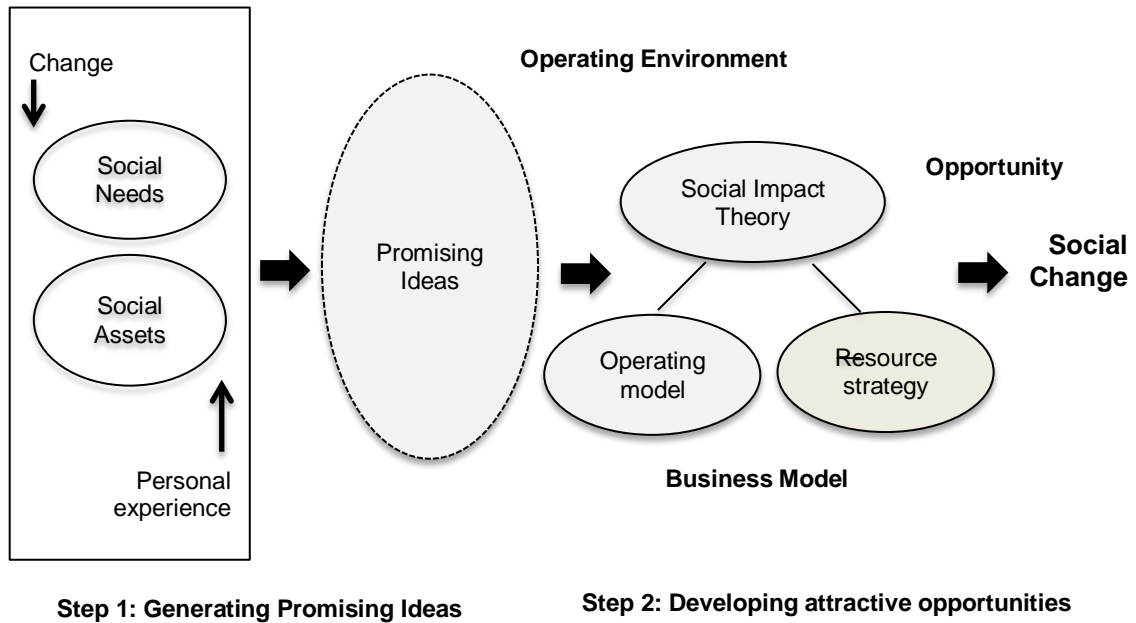 Change
Social
Needs
Social
Assets
Personal
experience
Promising
Ideas
Operating Environment
Social Impact
Theory
Operating
model
Resource
strategy
Business Model
Opportunity
Social
Change
Step 1: Generating Promising Ideas
Step 2: Developing attractive opportunities